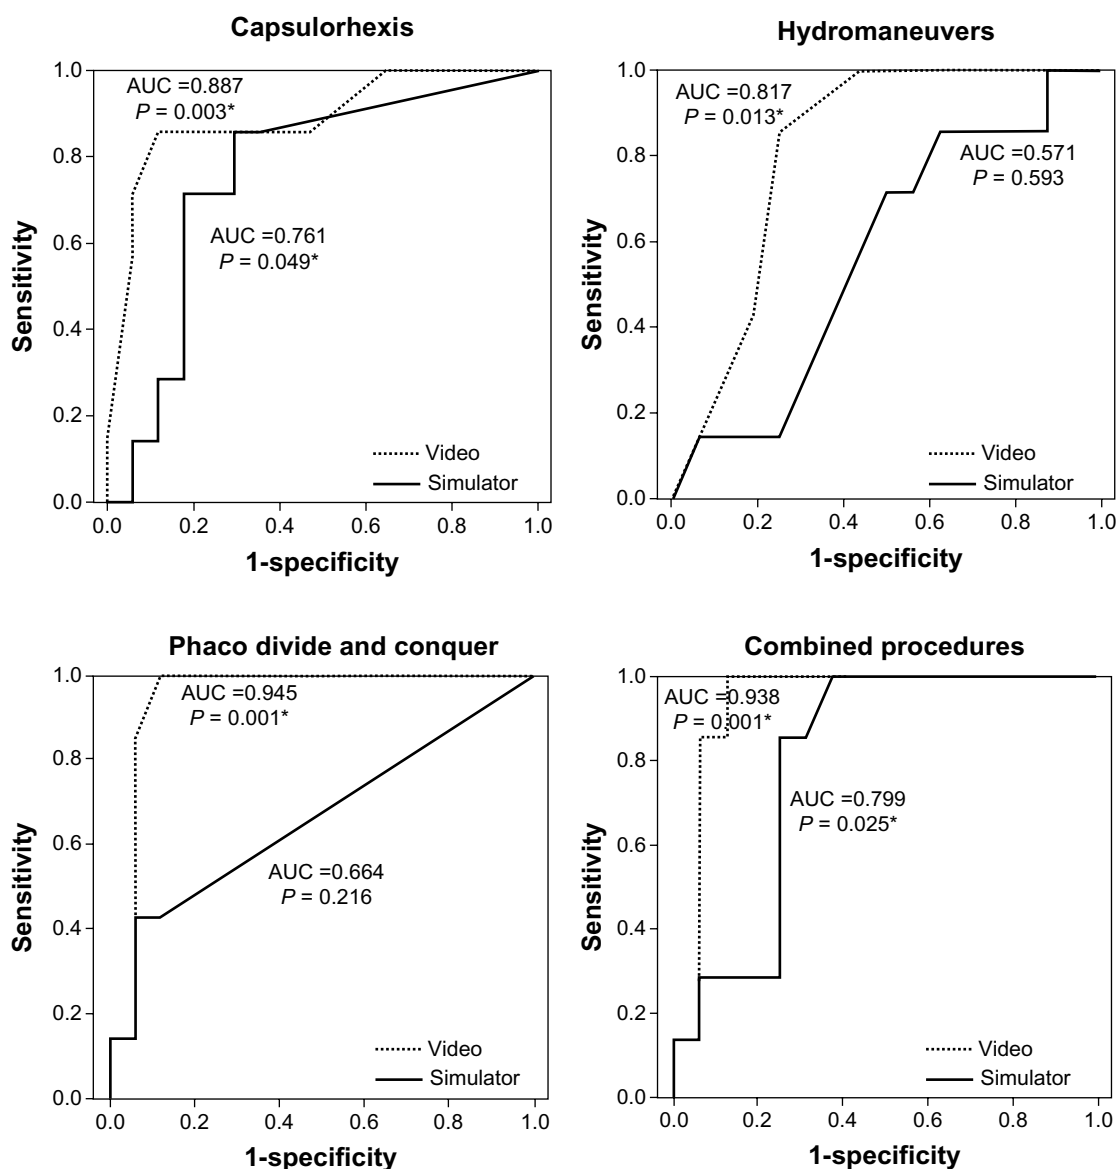 Capsulorhexis
1.0
0.8
0.6
0.4
0.2
0.0
Sensitivity
AUC =0.887
P = 0.003*
AUC =0.761
P = 0.049*
Video
Simulator
0.0 0.2 0.4 0.6 0.8 1.0
1-specificity
Hydromaneuvers
1.0
0.8
0.6
0.4
0.2
0.0
Sensitivity
AUC =0.817
P = 0.013*
AUC =0.571
P = 0.593
Video
Simulator
0.0 0.2 0.4 0.6 0.8 1.0
1-specificity
Phaco divide and conquer
1.0
0.8
0.6
0.4
0.2
0.0
Sensitivity
AUC =0.945
P = 0.001*
AUC =0.664
P = 0.216
Video
Simulator
0.0 0.2 0.4 0.6 0.8 1.0
1-specificity
Combined procedures
1.0
0.8
0.6
0.4
0.2
0.0
Sensitivity
AUC =0.938
P = 0.001*
AUC =0.799
P = 0.025*
Video
Simulator
0.0 0.2 0.4 0.6 0.8 1.0
1-specificity